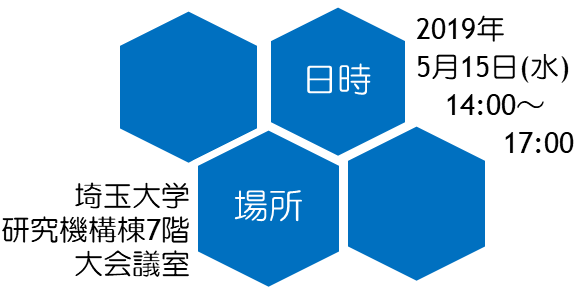 日時
2019年
5月15日(水)
14:00～
17:00
場所
埼玉大学
研究機構棟7階
大会議室